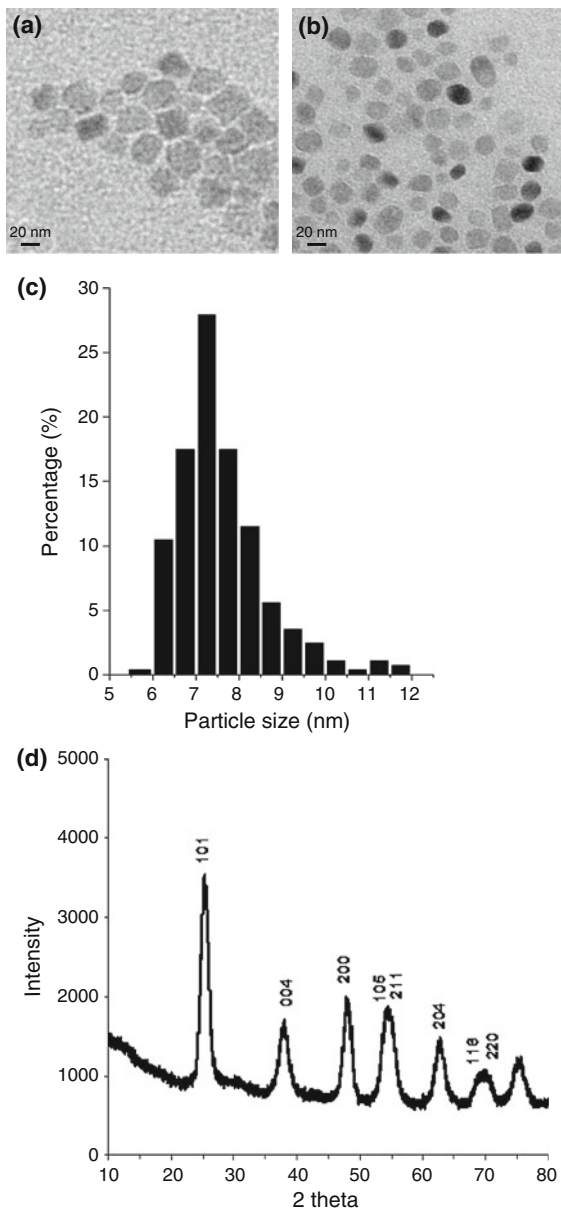 (a)
20 nm
(b)
20 nm
(c)
30
25
20
15
10
5
0
Percentage (%)
5 6 7 8 9 10 11 12
Particle size (nm)
(d)
5000
4000
3000
2000
1000
0
Intensity
101
004
200
105
211
204
116
220
10 20 30 40 50 60 70 80
2 theta